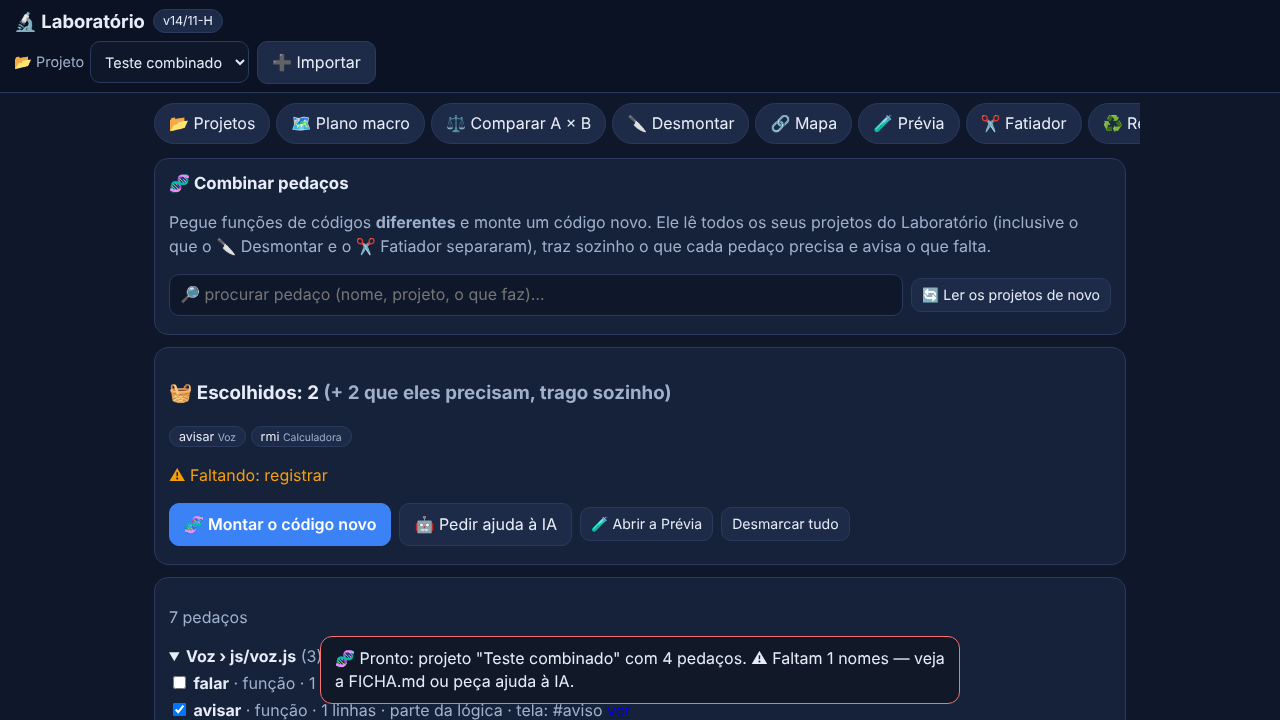 🔬 Laboratório v14/11-H
📂 Projeto Teste combinado ➕ Importar
📂 Projetos 🗺️ Plano macro ⚖️ Comparar A × B 🔪 Desmontar 🔗 Mapa 🧪 Prévia ✂️ Fatiador ♻️
🧬 Combinar pedaços
Pegue funções de códigos diferentes e monte um código novo. Ele lê todos os seus projetos do Laboratório (inclusive o
que o 🔪 Desmontar e o ✂️ Fatiador separaram), traz sozinho o que cada pedaço precisa e avisa o que falta.
🔎 procurar pedaço (nome, projeto, o que faz)... 🔄 Ler os projetos de novo
🧺 Escolhidos: 2 (+ 2 que eles precisam, trago sozinho)
avisar Voz rmi Calculadora
⚠ Faltando: registrar
🧬 Montar o código novo 🤖 Pedir ajuda à IA 🧪 Abrir a Prévia Desmarcar tudo
7 pedaços
▼ Voz › js/voz.js (3)
🧬 Pronto: projeto "Teste combinado" com 4 pedaços. ⚠ Faltam 1 nomes — veja
a FICHA.md ou peça ajuda à IA.
falar · função · 1
avisar · função · 1 linhas · parte da lógica · tela: #aviso